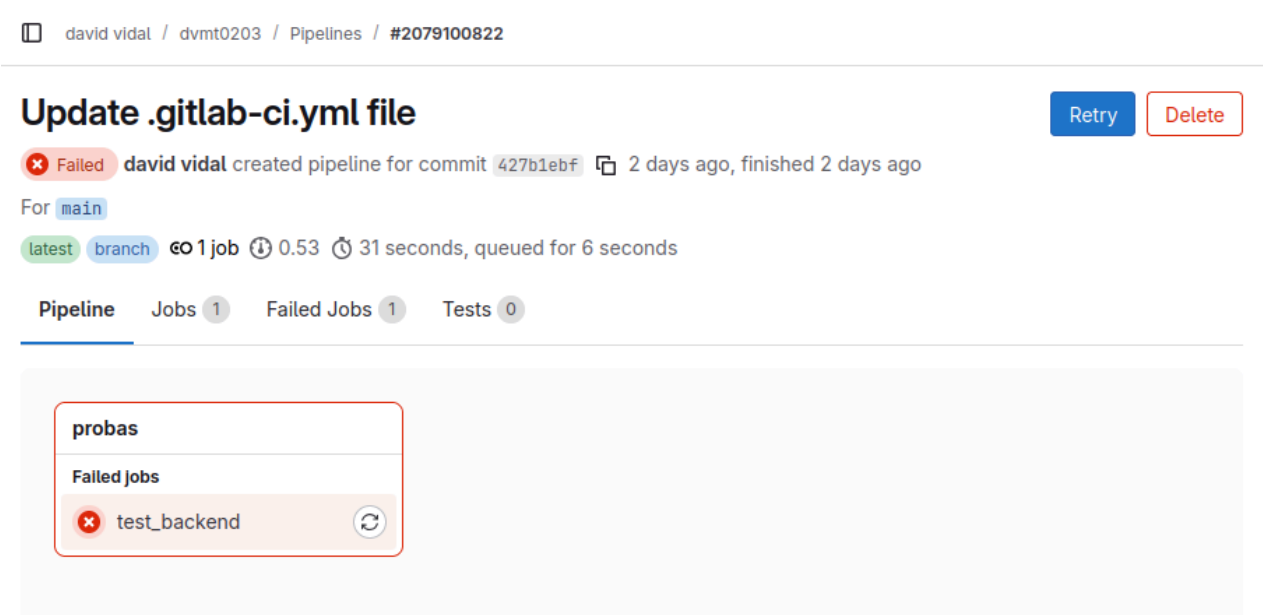 david vidal / dvmt0203 / Pipelines / #2079100822
Update .gitlab-ci.yml file
Retry
Delete
Failed david vidal created pipeline for commit 427b1ebf 2 days ago, finished 2 days ago
For main
latest branch 1 job 0.53 31 seconds, queued for 6 seconds
Pipeline Jobs 1 Failed Jobs 1 Tests 0
probas
Failed jobs
test_backend